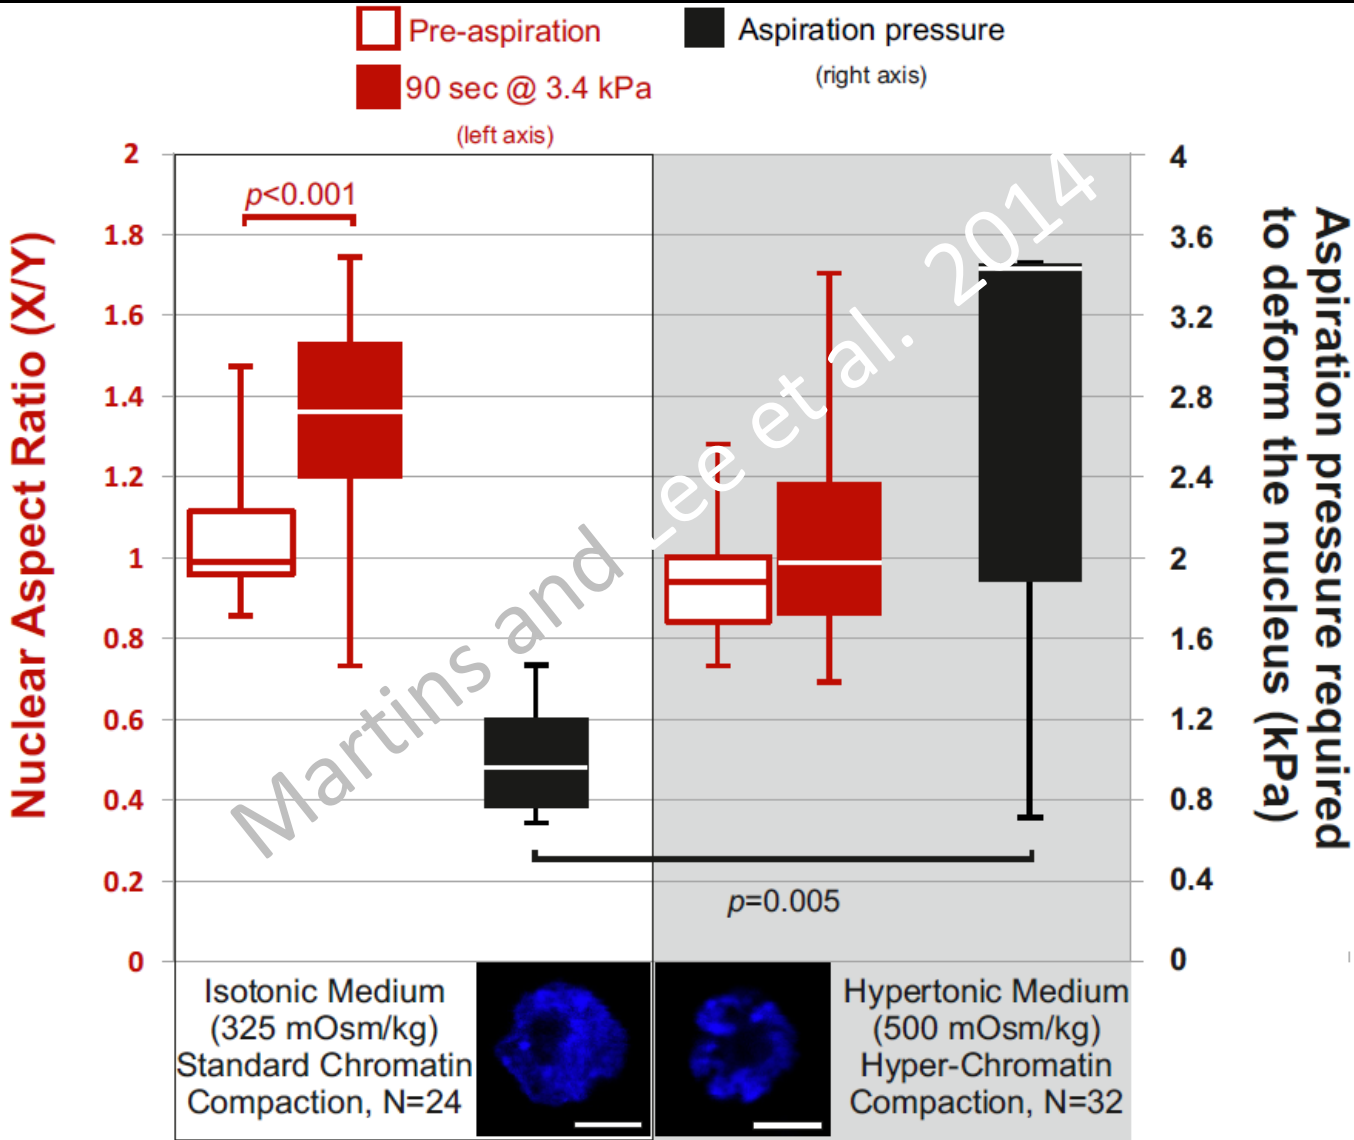 Pre-aspiration
90 sec @ 3.4 kPa
(left axis)
Aspiration pressure
(right axis)
Nuclear Aspect Ratio (X/Y)
2
1.8
1.6
1.4
1.2
1
0.8
0.6
0.4
0.2
0
p<0.001
p=0.005
Martins and Lee et al. 2014
4
3.6
3.2
2.8
2.4
2
1.6
1.2
0.8
0.4
0
Aspiration pressure required
to deform the nucleus (kPa)
Isotonic Medium
(325 mOsm/kg)
Standard Chromatin
Compaction, N=24
Hypertonic Medium
(500 mOsm/kg)
Hyper-Chromatin
Compaction, N=32